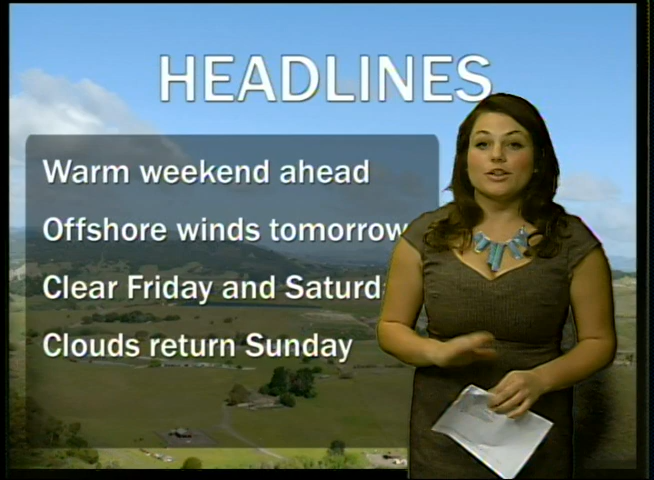 HEADLINES
Warm weekend ahead
Offshore winds tomorrow
Clear Friday and Saturd
Clouds return Sunday